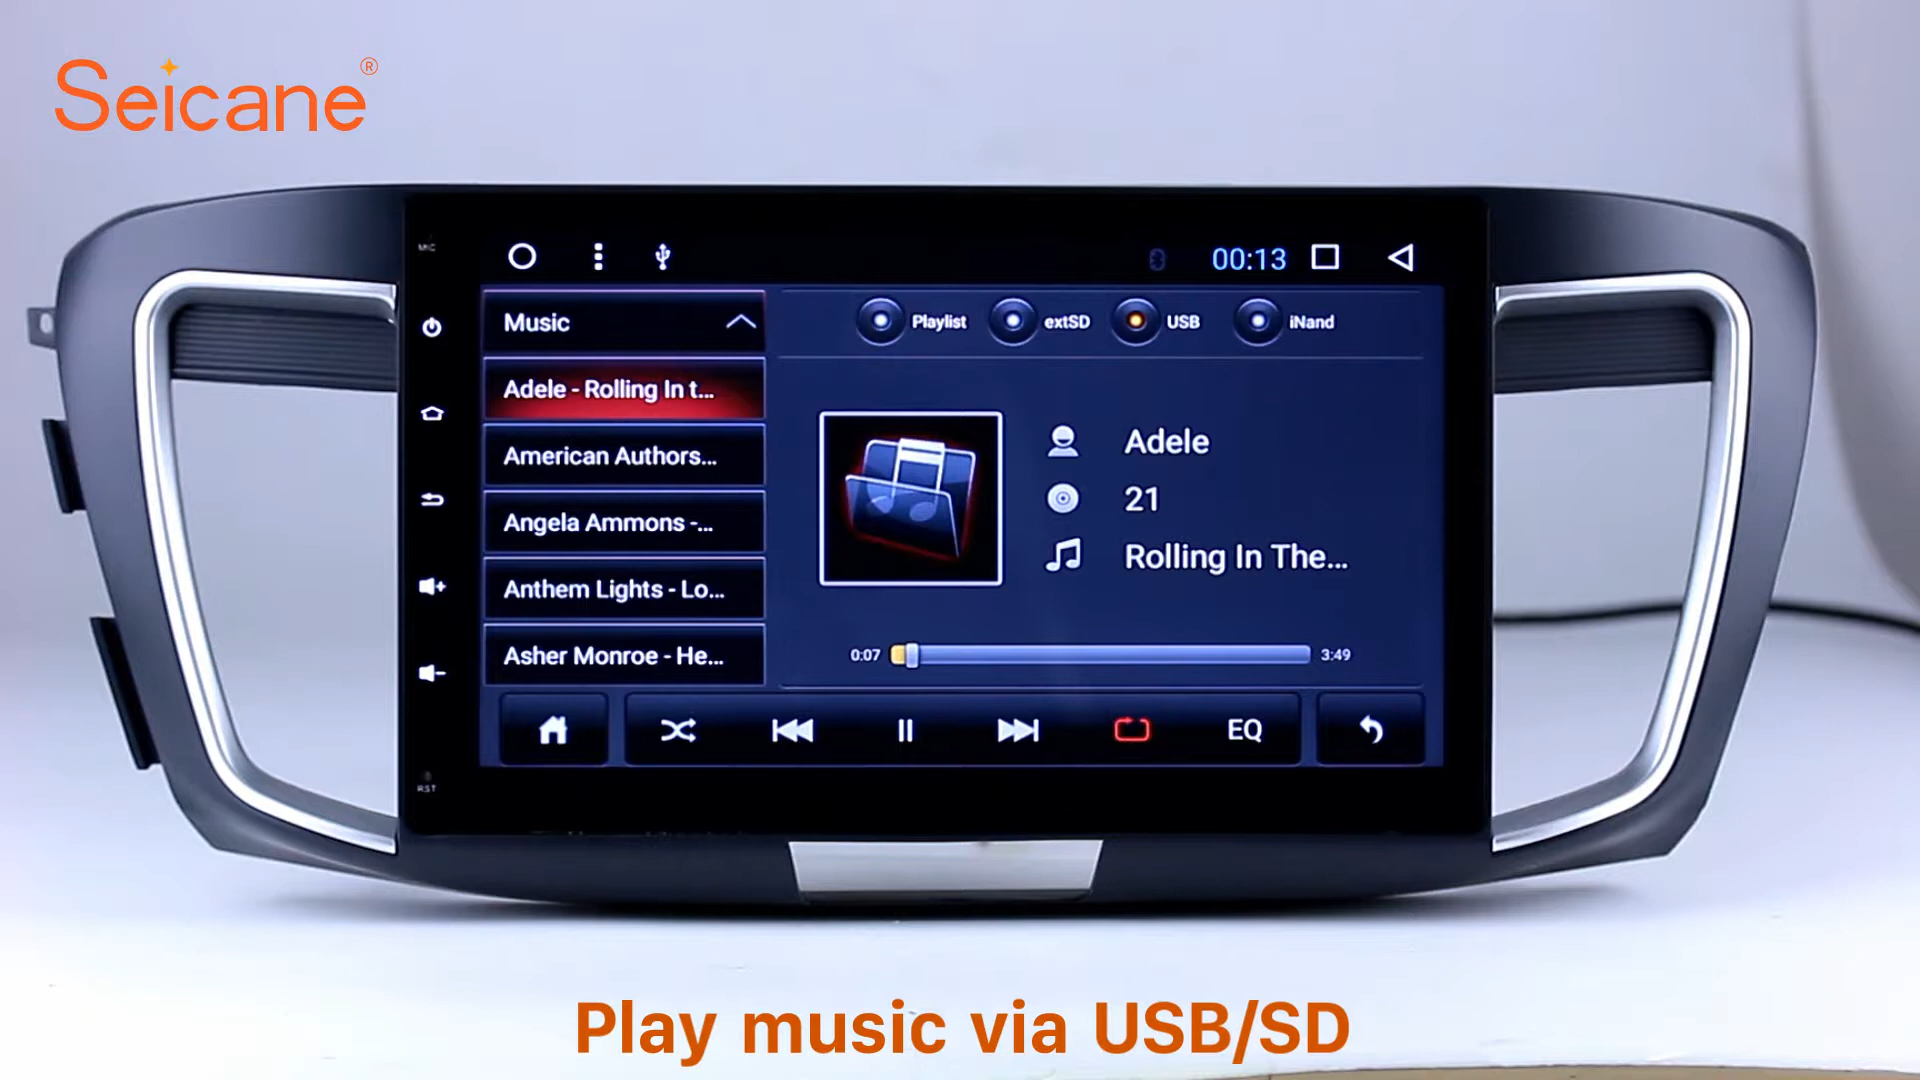 Seicane®
MIC
00:13
Music
Playlist extSD USB iNand
Adele - Rolling In t...
American Authors...
Angela Ammons -...
Anthem Lights - Lo...
Asher Monroe - He...
Adele
21
Rolling In The...
0:07 3:49
EQ
RST
Play music via USB/SD